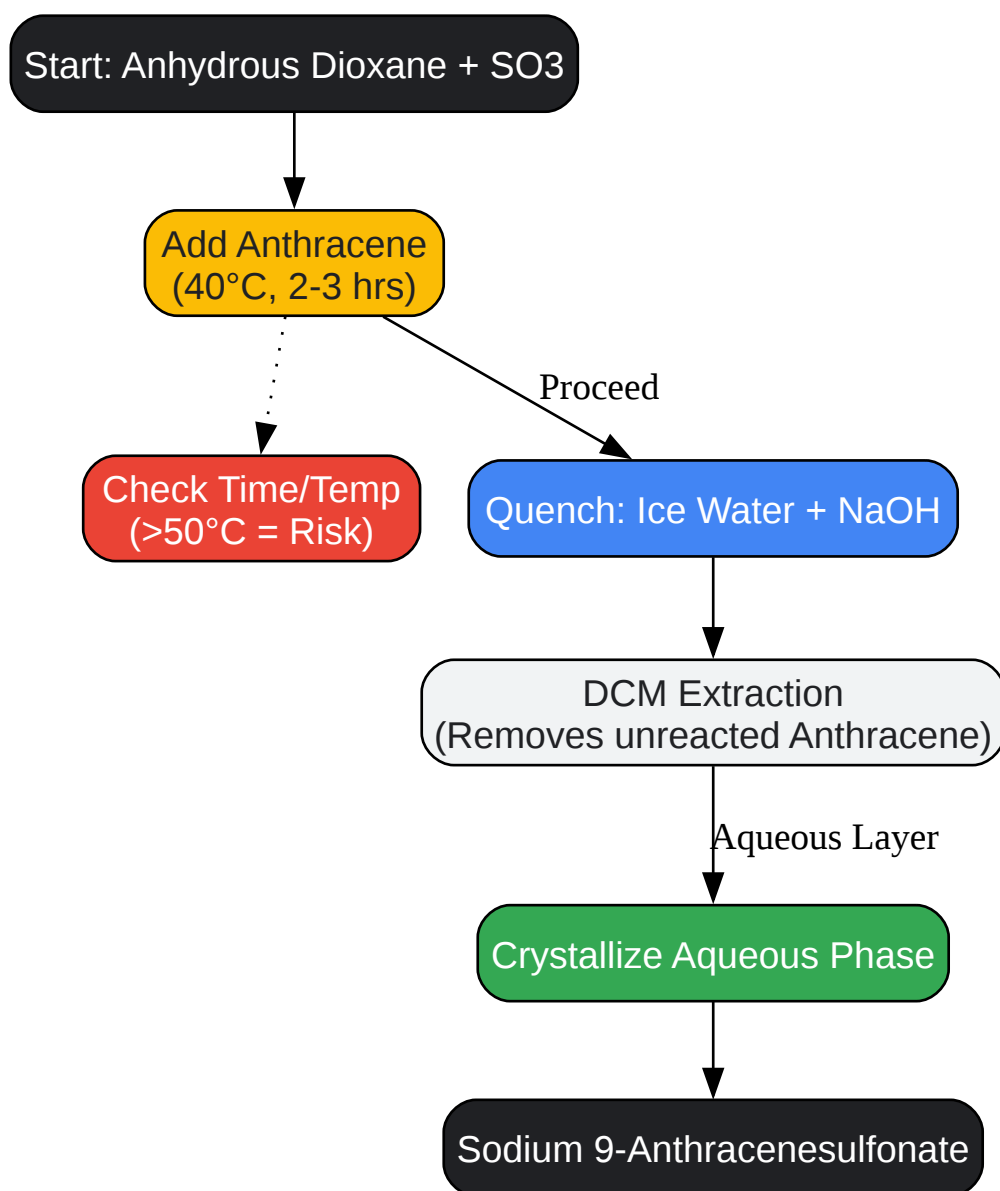 Start: Anhydrous Dioxane + SO3
Add Anthracene
(40°C, 2-3 hrs)
Proceed
Check Time/Temp
(>50°C = Risk)
Quench: Ice Water + NaOH
DCM Extraction
(Removes unreacted Anthracene)
Aqueous Layer
Crystallize Aqueous Phase
Sodium 9-Anthracenesulfonate